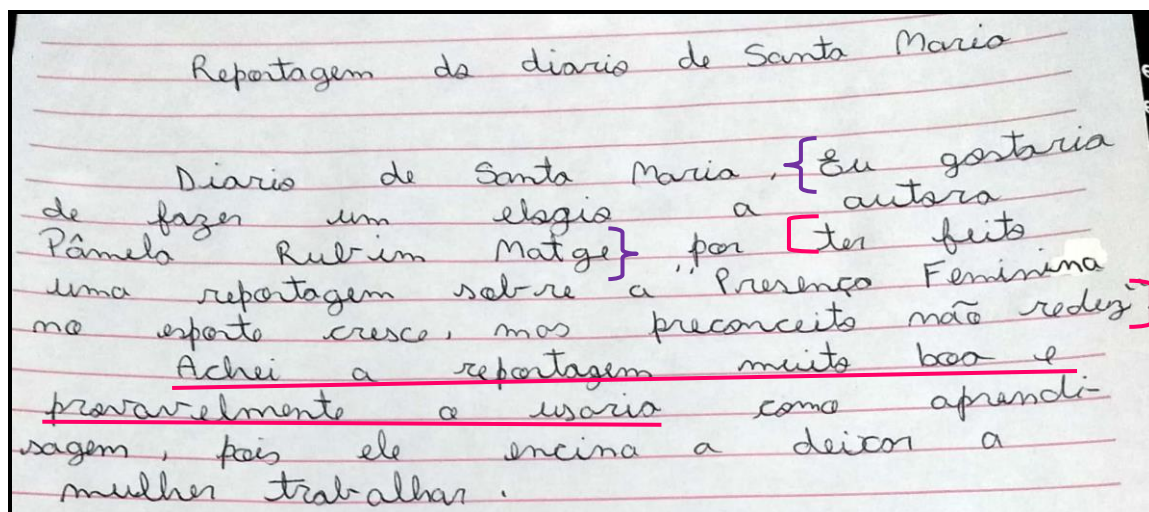 Reportagem do diario de Santa Maria
Diario de Santa Maria, Eu gostaria
de fazer um elogio a autora
Pâmela Rubim Matge por ter feito
uma reportagem sobre a "Presença Feminina
no esporte cresce, mas preconceito não redez"
Achei a reportagem muito boa e
provavelmente a usaria como aprendi-
sagem, pois ele encina a deixar a
mulher trabalhar.